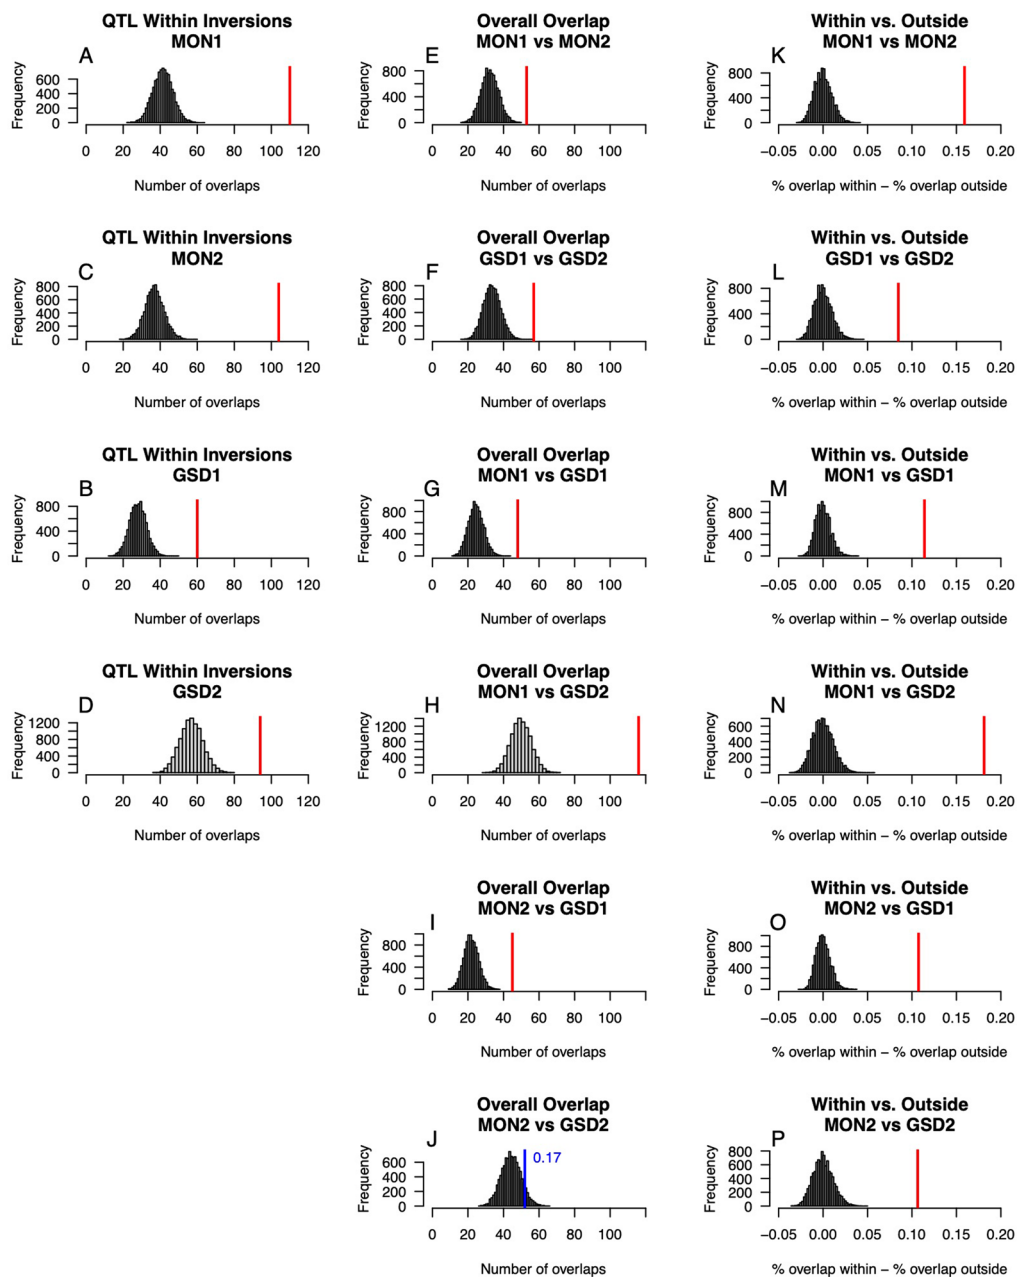 QTL Within Inversions
MON1
A
Frequency
600
400
200
0
0 20 40 60 80 100 120
Number of overlaps
Overall Overlap
MON1 vs MON2
E
Frequency
800
400
0
0 20 40 60 80 100
Number of overlaps
Within vs. Outside
MON1 vs MON2
K
Frequency
800
400
0
−0.05 0.00 0.05 0.10 0.15 0.20
% overlap within − % overlap outside
QTL Within Inversions
MON2
C
Frequency
800
600
400
200
0
0 20 40 60 80 100 120
Number of overlaps
Overall Overlap
GSD1 vs GSD2
F
Frequency
800
600
400
200
0
0 20 40 60 80 100
Number of overlaps
Within vs. Outside
GSD1 vs GSD2
L
Frequency
800
400
0
−0.05 0.00 0.05 0.10 0.15 0.20
% overlap within − % overlap outside
QTL Within Inversions
GSD1
B
Frequency
800
400
0
0 20 40 60 80 100 120
Number of overlaps
Overall Overlap
MON1 vs GSD1
G
Frequency
800
400
0
0 20 40 60 80 100
Number of overlaps
Within vs. Outside
MON1 vs GSD1
M
Frequency
800
400
0
−0.05 0.00 0.05 0.10 0.15 0.20
% overlap within − % overlap outside
QTL Within Inversions
GSD2
D
Frequency
1200
800
400
0
0 20 40 60 80 100 120
Number of overlaps
Overall Overlap
MON1 vs GSD2
H
Frequency
1200
800
400
0
0 20 40 60 80 100
Number of overlaps
Within vs. Outside
MON1 vs GSD2
N
Frequency
600
400
200
0
−0.05 0.00 0.05 0.10 0.15 0.20
% overlap within − % overlap outside
Overall Overlap
MON2 vs GSD1
I
Frequency
800
400
0
0 20 40 60 80 100
Number of overlaps
Within vs. Outside
MON2 vs GSD1
O
Frequency
800
400
0
−0.05 0.00 0.05 0.10 0.15 0.20
% overlap within − % overlap outside
Overall Overlap
MON2 vs GSD2
J
0.17
Frequency
600
400
200
0
0 20 40 60 80 100
Number of overlaps
Within vs. Outside
MON2 vs GSD2
P
Frequency
800
600
400
200
0
−0.05 0.00 0.05 0.10 0.15 0.20
% overlap within − % overlap outside